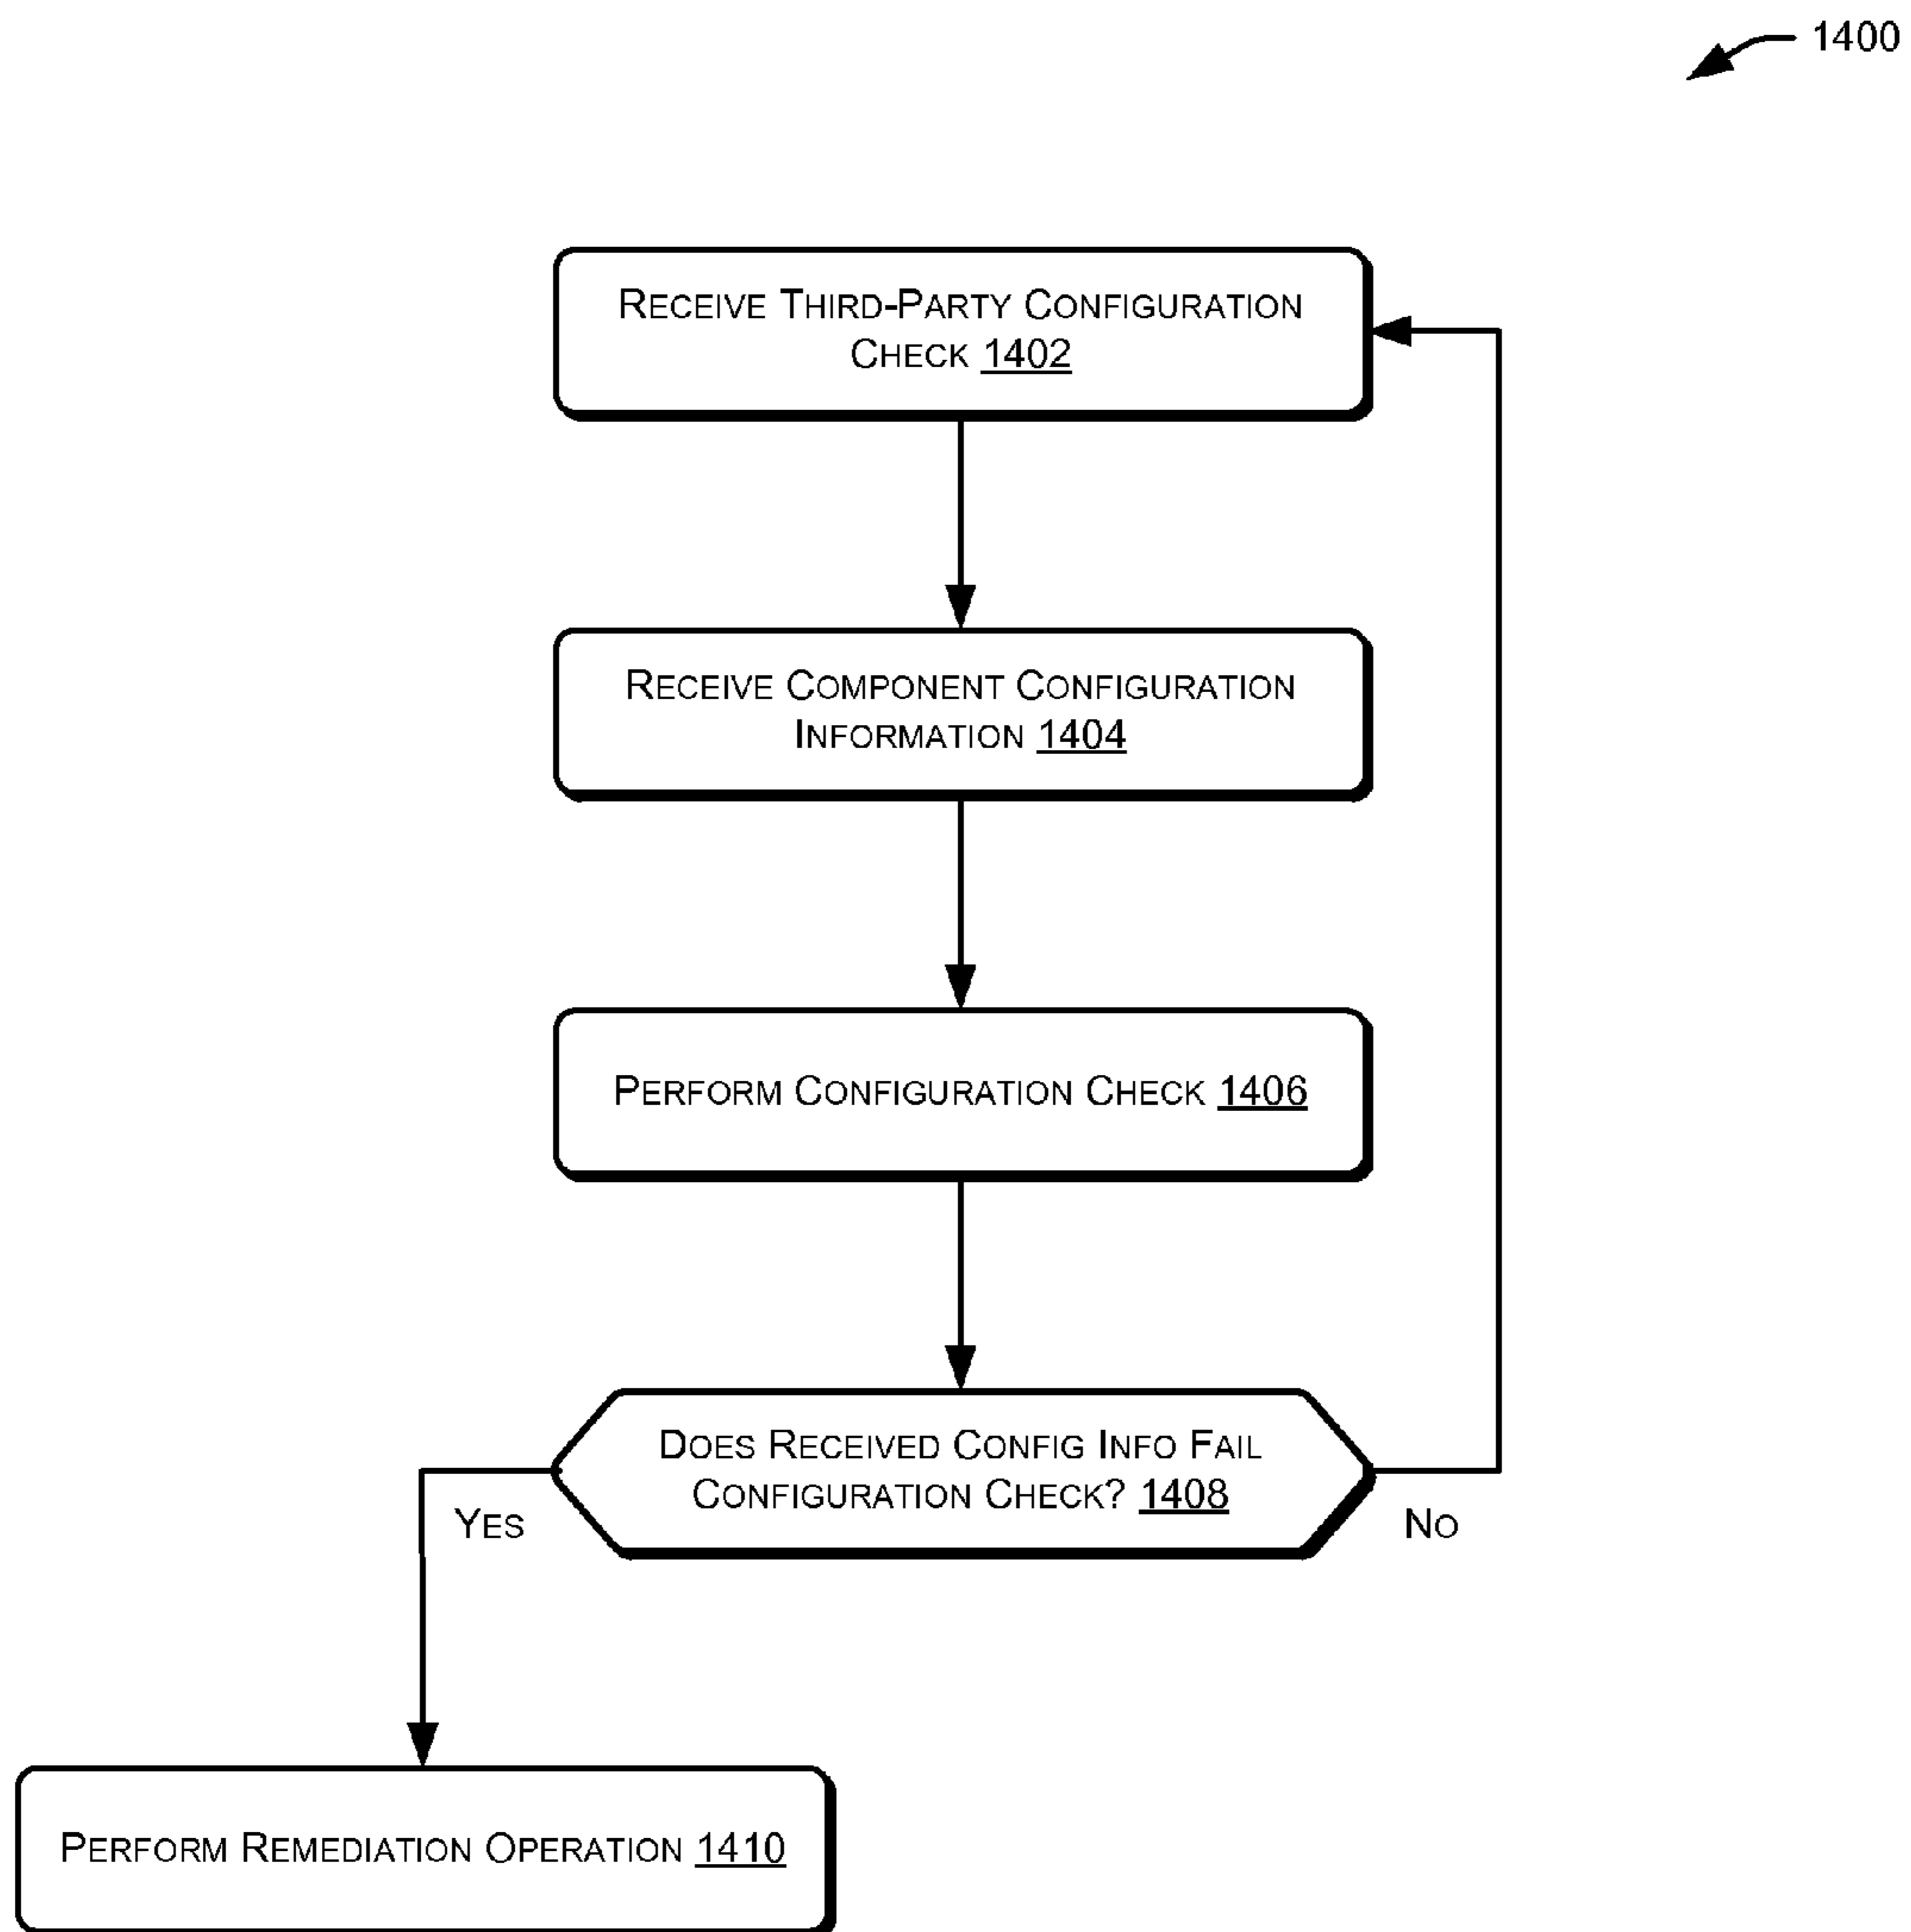 1400
Receive Third-Party Configuration
Check 1402
Receive Component Configuration
Information 1404
Perform Configuration Check 1406
Does Received Config Info Fail
Configuration Check? 1408
Yes
No
Perform Remediation Operation 1410